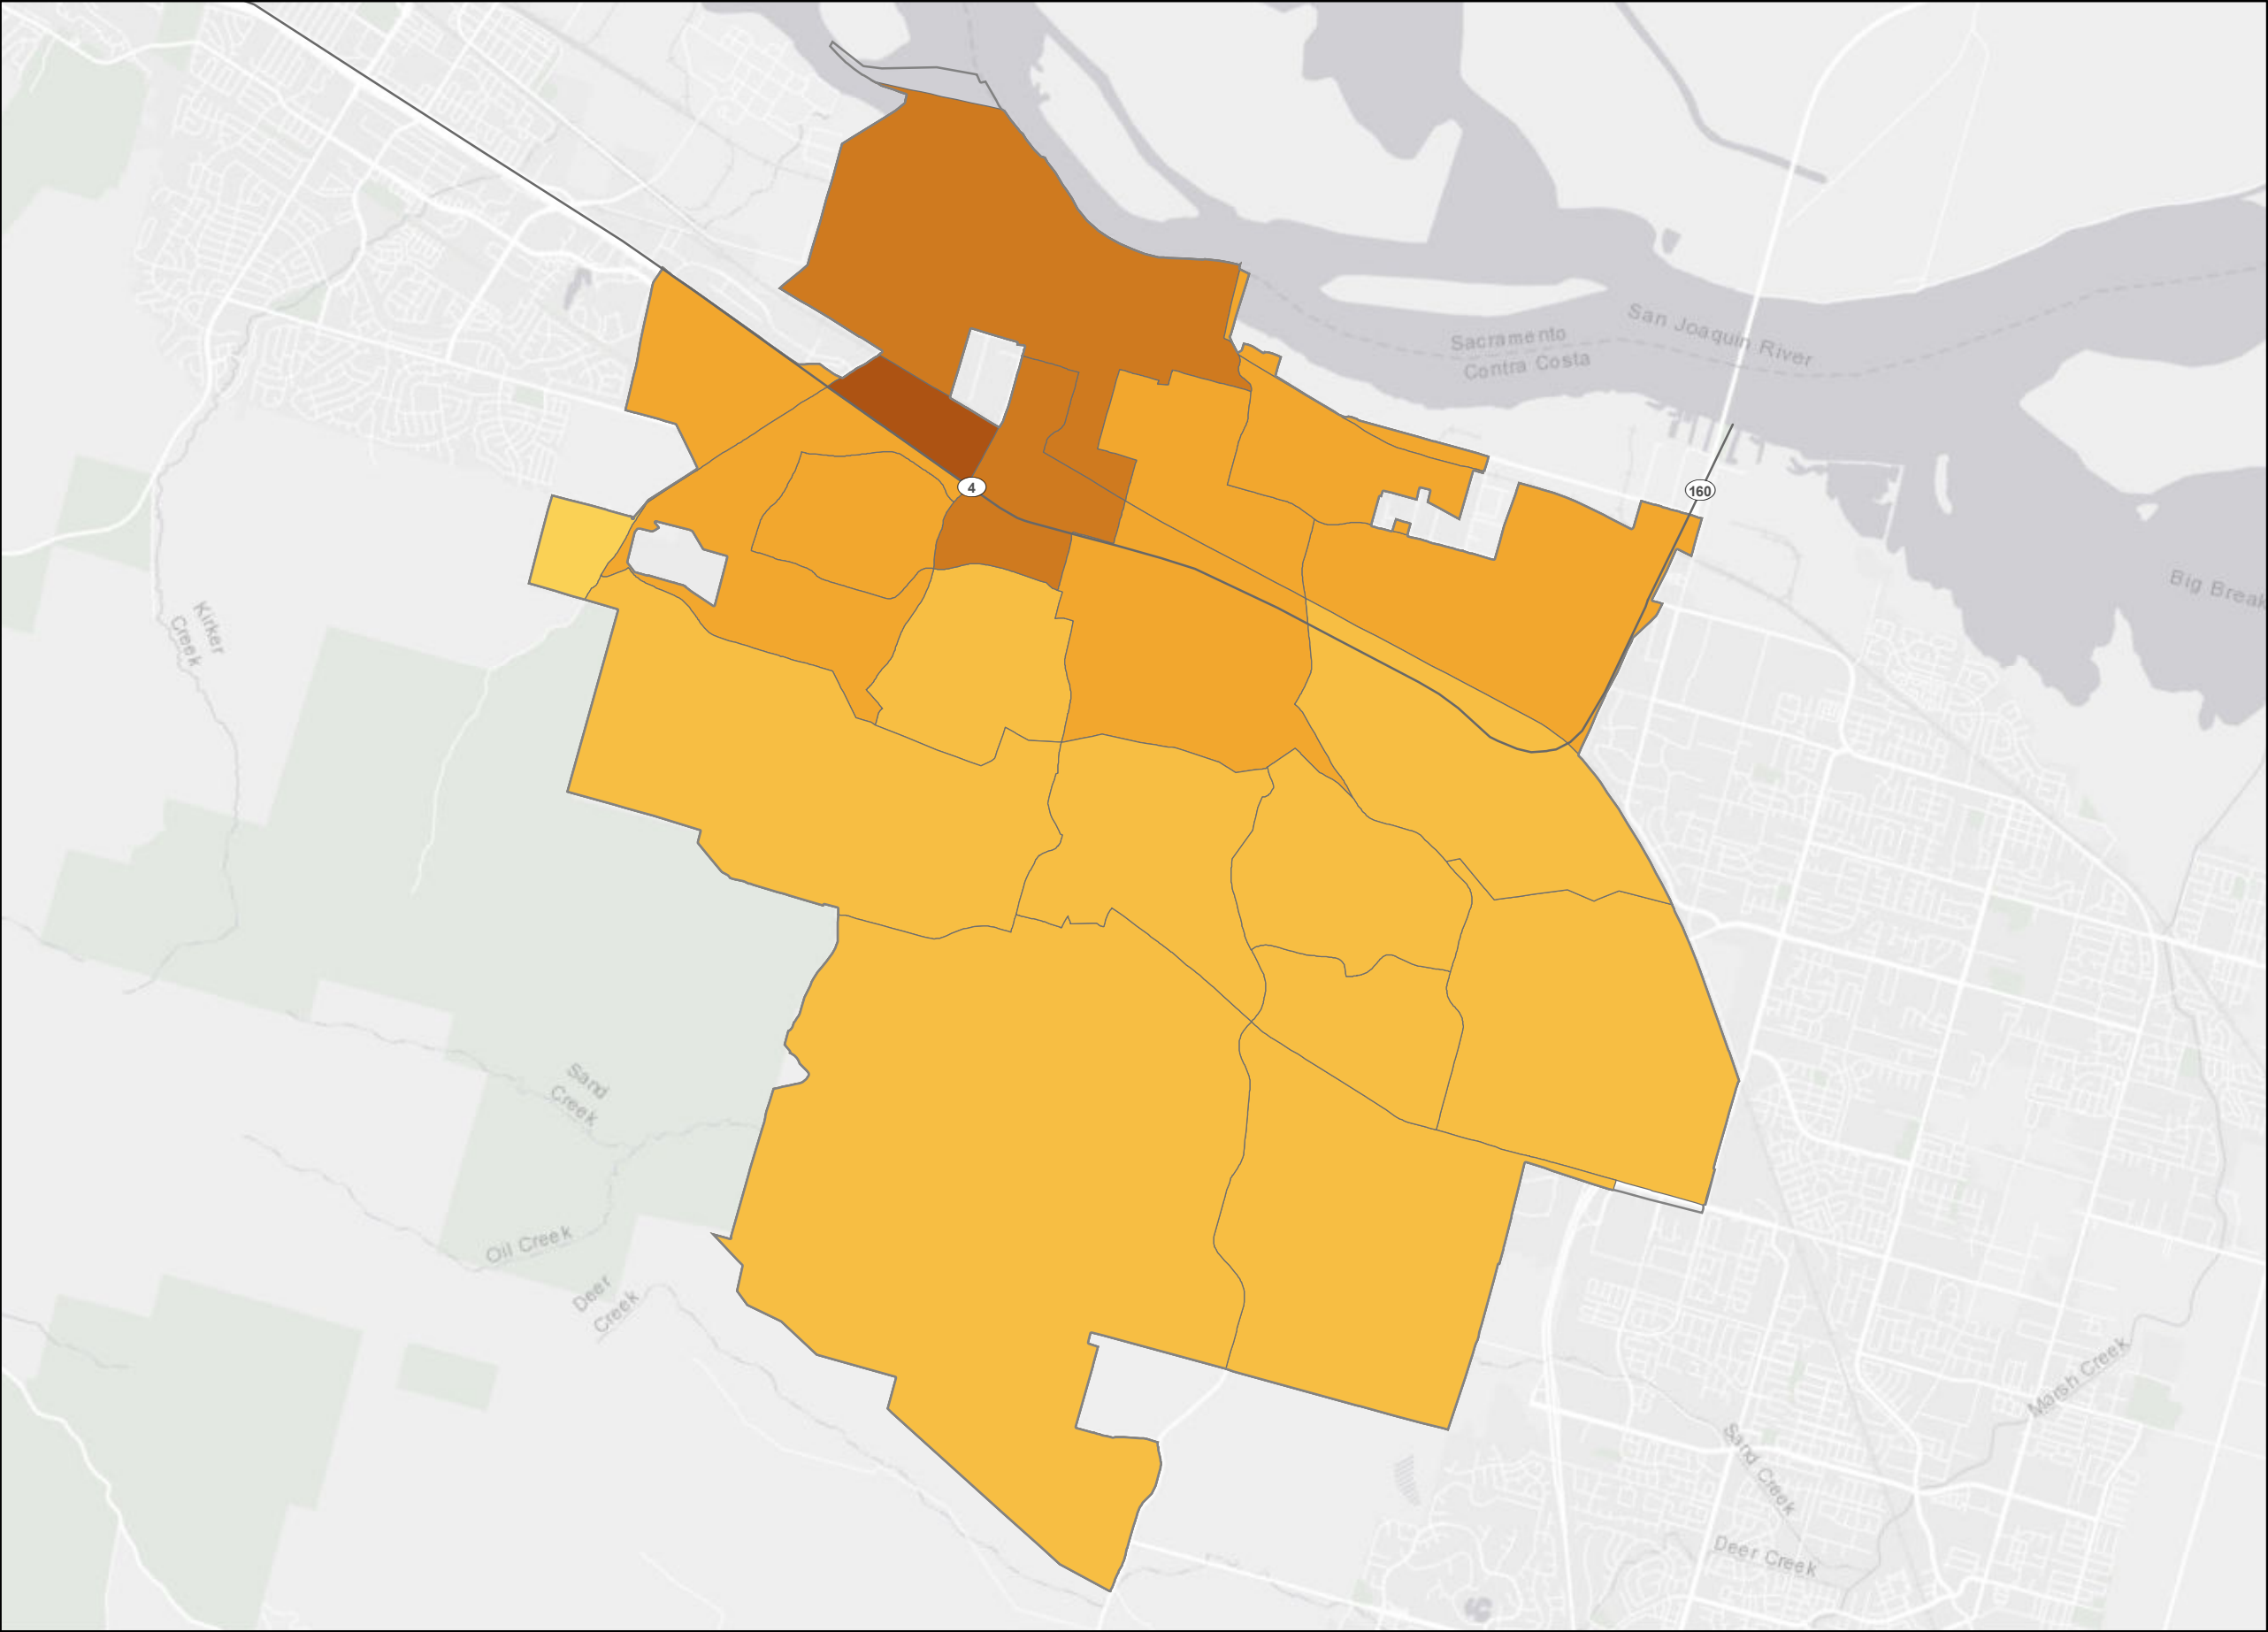 San Joaquin River
Sacramento
Contra Costa
4
160
Big Break
Kirker
Creek
Sand
Creek
Oil Creek
Deer
Creek
Marsh Creek
Sand Creek
Deer Creek